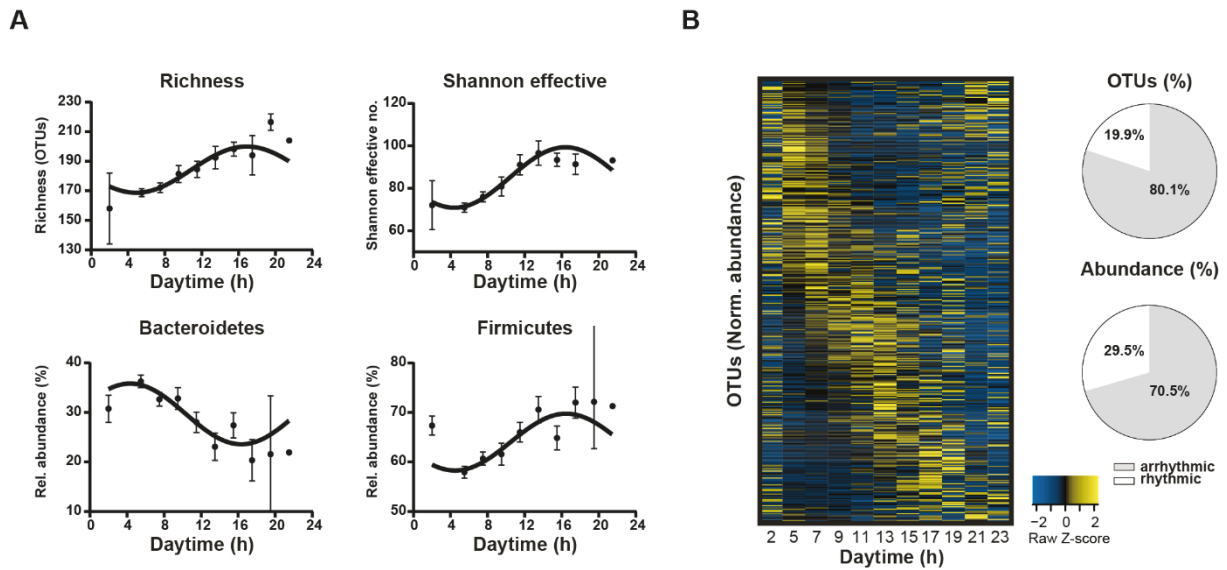 A
Richness
Richness (OTUs)
230
210
190
170
150
130
0 4 8 12 16 20 24
Daytime (h)
Shannon effective
Shannon effective no.
120
100
80
60
0 4 8 12 16 20 24
Daytime (h)
Bacteroidetes
Rel. abundance (%)
40
30
20
10
0 4 8 12 16 20 24
Daytime (h)
Firmicutes
Rel. abundance (%)
80
70
60
50
0 4 8 12 16 20 24
Daytime (h)
B
OTUs (Norm. abundance)
2 5 7 9 11 13 15 17 19 21 23
Daytime (h)
OTUs (%)
19.9%
80.1%
Abundance (%)
29.5%
70.5%
arrhythmic
rhythmic
−2 0 2
Raw Z-score